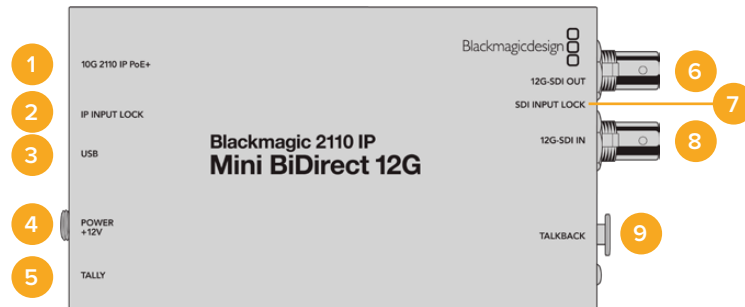 1
10G 2110 IP PoE+
2
IP INPUT LOCK
3
USB
4
POWER
+12V
5
TALLY
Blackmagic 2110 IP
Mini BiDirect 12G
Blackmagicdesign
12G-SDI OUT
6
SDI INPUT LOCK
7
12G-SDI IN
8
TALKBACK
9